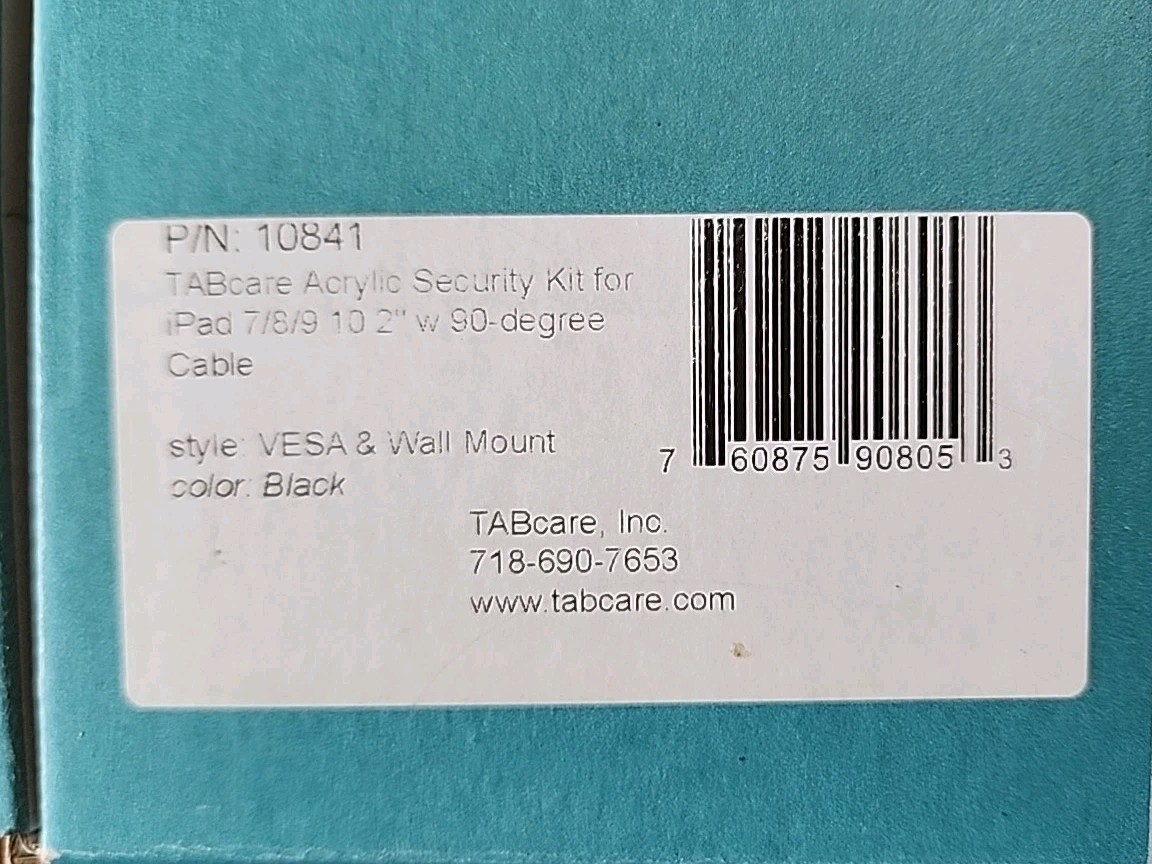 P/N: 10841
TABcare Acrylic Security Kit for
iPad 7/8/9 10 2" w 90-degree
Cable
style: VESA & Wall Mount
color: Black
7 60875 90805 3
TABcare, Inc.
718-690-7653
www.tabcare.com